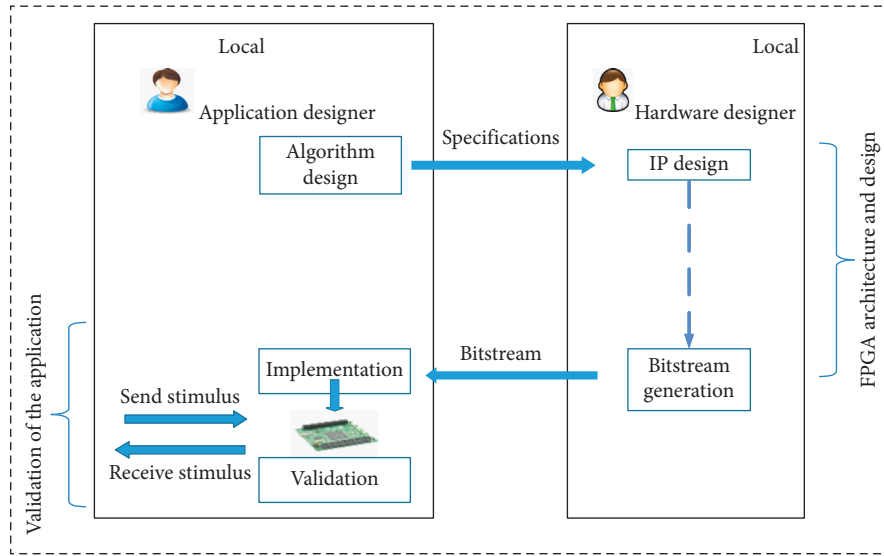 Local
Local
Application designer
Hardware designer
Algorithm
design
Specifications
IP design
FPGA architecture and design
Validation of the application
Implementation
Bitstream
Bitstream
generation
Send stimulus
Receive stimulus
Validation